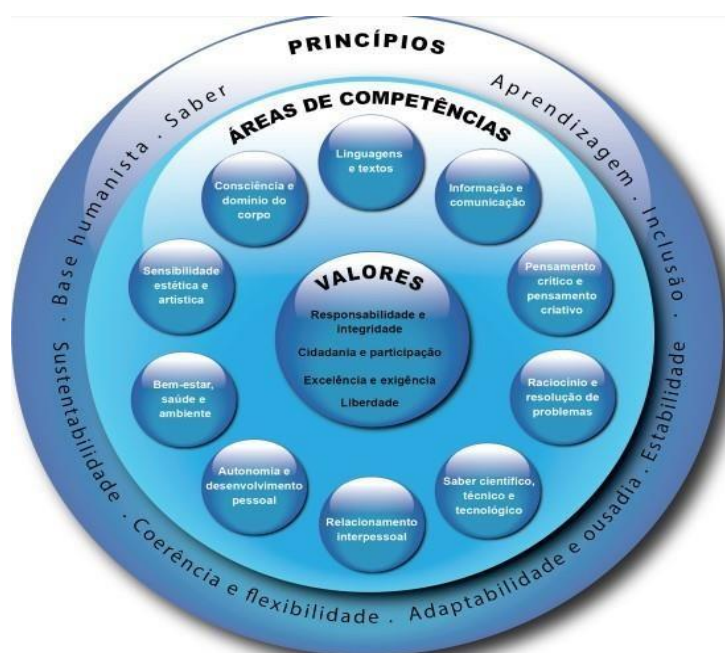 PRINCÍPIOS
Base humanista . Saber
Aprendizagem . Inclusão .
Sustentabilidade . Coerência e flexibilidade . Adaptabilidade e ousadia . Estabilidade
ÁREAS DE COMPETÊNCIAS
Linguagens
e textos
Informação e
comunicação
Pensamento
crítico e
pensamento
criativo
Raciocínio e
resolução de
problemas
Saber científico,
técnico e
tecnológico
Relacionamento
interpessoal
Autonomia e
desenvolvimento
pessoal
Bem-estar,
saúde e
ambiente
Sensibilidade
estética e
artística
Consciência e
domínio do
corpo
VALORES
Responsabilidade e
integridade
Cidadania e participação
Excelência e exigência
Liberdade